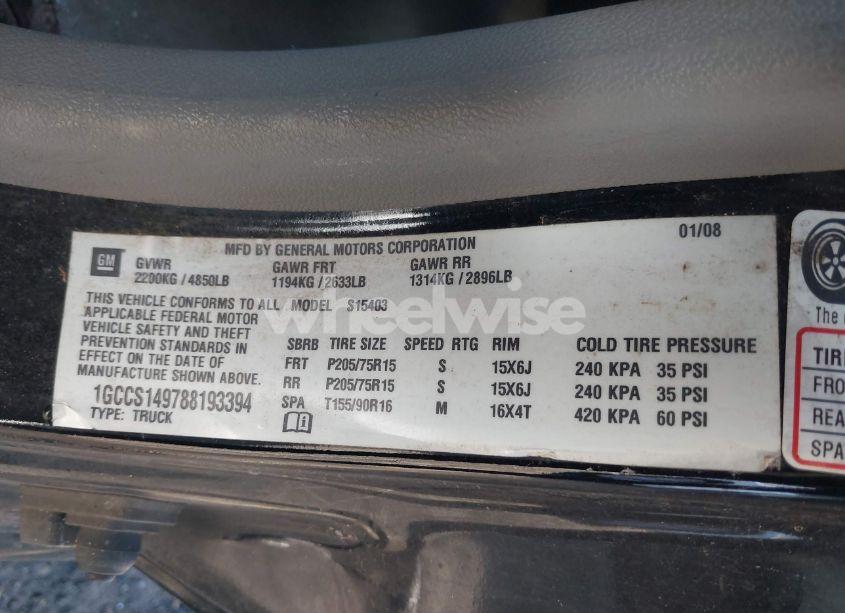 MFD BY GENERAL MOTORS CORPORATION 01/08
GM GVWR GAWR FRT GAWR RR
2200KG / 4850LB 1194KG / 2633LB 1314KG / 2896LB
THIS VEHICLE CONFORMS TO ALL MODEL S15403
APPLICABLE FEDERAL MOTOR
VEHICLE SAFETY AND THEFT
PREVENTION STANDARDS IN
EFFECT ON THE DATE OF
MANUFACTURE SHOWN ABOVE.
1GCCS149788193394
TYPE: TRUCK
SBRB TIRE SIZE SPEED RTG RIM COLD TIRE PRESSURE
FRT P205/75R15 S 15X6J 240 KPA 35 PSI
RR P205/75R15 S 15X6J 240 KPA 35 PSI
SPA T155/90R16 M 16X4T 420 KPA 60 PSI
wheelwise
The
TIR
FRO
REA
SPA